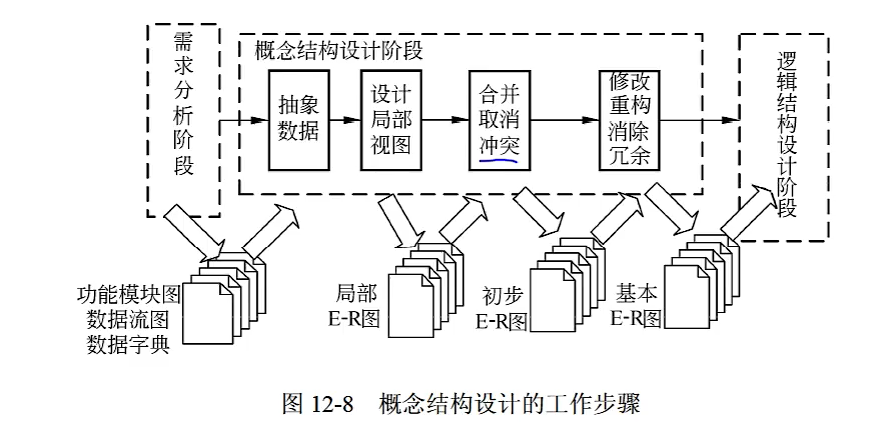 需求分析阶段
概念结构设计阶段
抽象
数据
设计
局部
视图
合并
取消
冲突
修改
重构
消除
冗余
逻辑结构设计阶段
功能模块图
数据流图
数据字典
局部
E-R图
初步
E-R图
基本
E-R图
图 12-8 概念结构设计的工作步骤